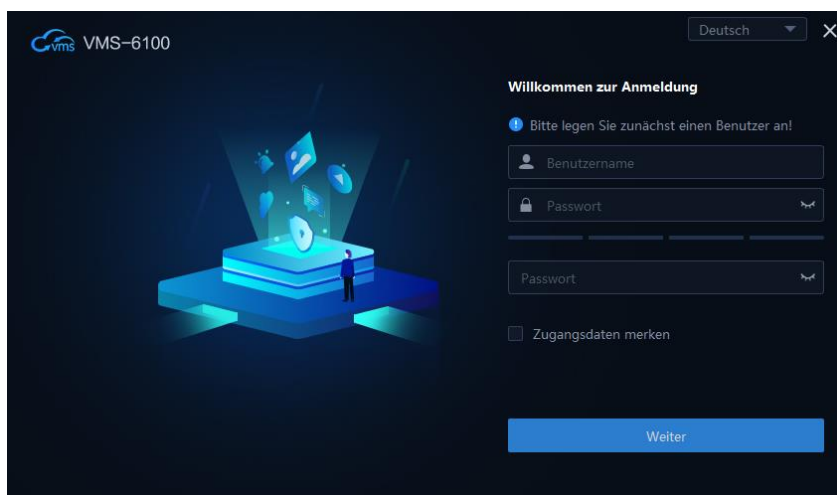 vms VMS-6100
Deutsch
Willkommen zur Anmeldung
Bitte legen Sie zunächst einen Benutzer an!
Benutzername
Passwort
Passwort
Zugangsdaten merken
Weiter